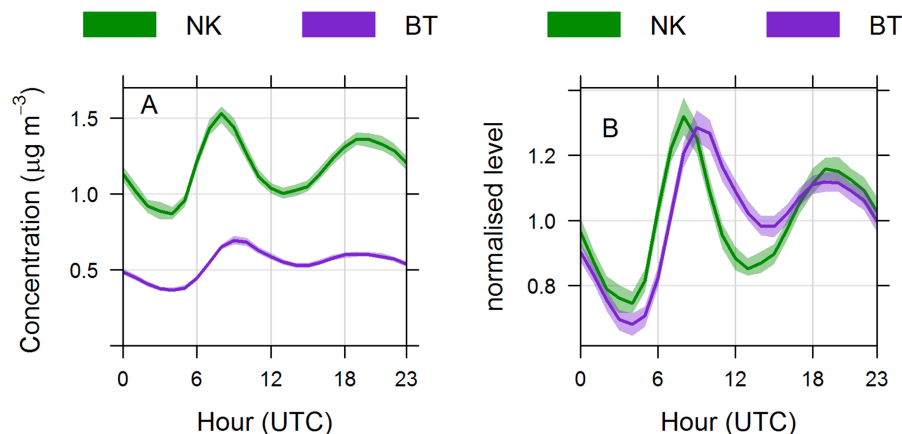 NK BT NK BT
A
B
Concentration (µg m⁻³)
1.5
1.0
0.5
0 6 12 18 23
Hour (UTC)
normalised level
1.2
1.0
0.8
0 6 12 18 23
Hour (UTC)